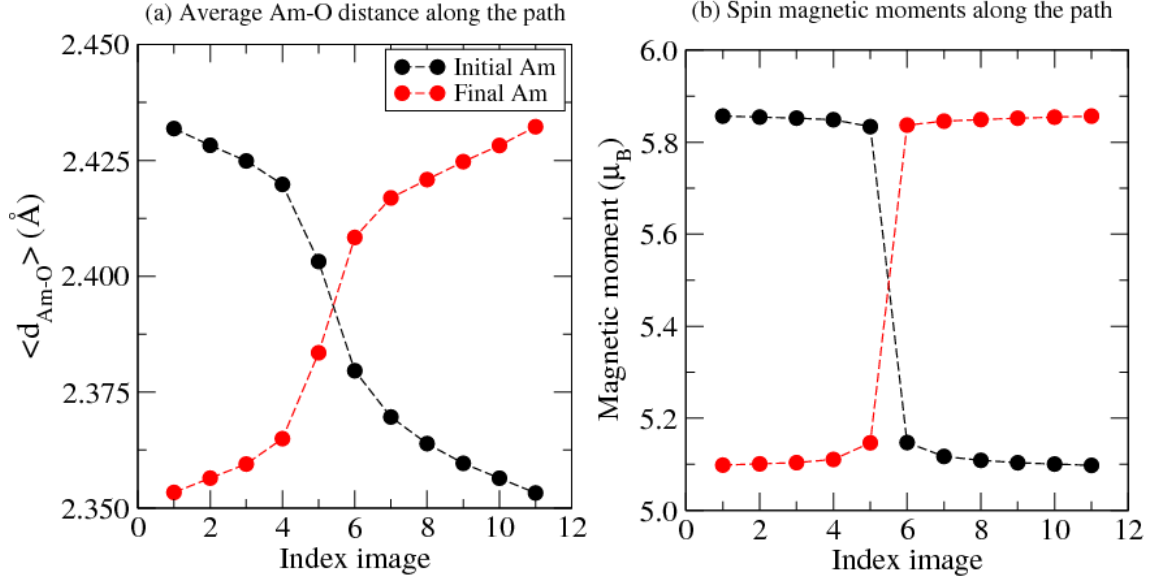 (a) Average Am-O distance along the path
2.450
2.425
2.400
2.375
2.350
<d_Am-O> (Å)
Initial Am
Final Am
0 2 4 6 8 10 12
Index image
(b) Spin magnetic moments along the path
6.0
5.8
5.6
5.4
5.2
5.0
Magnetic moment (μ_B)
0 2 4 6 8 10 12
Index image